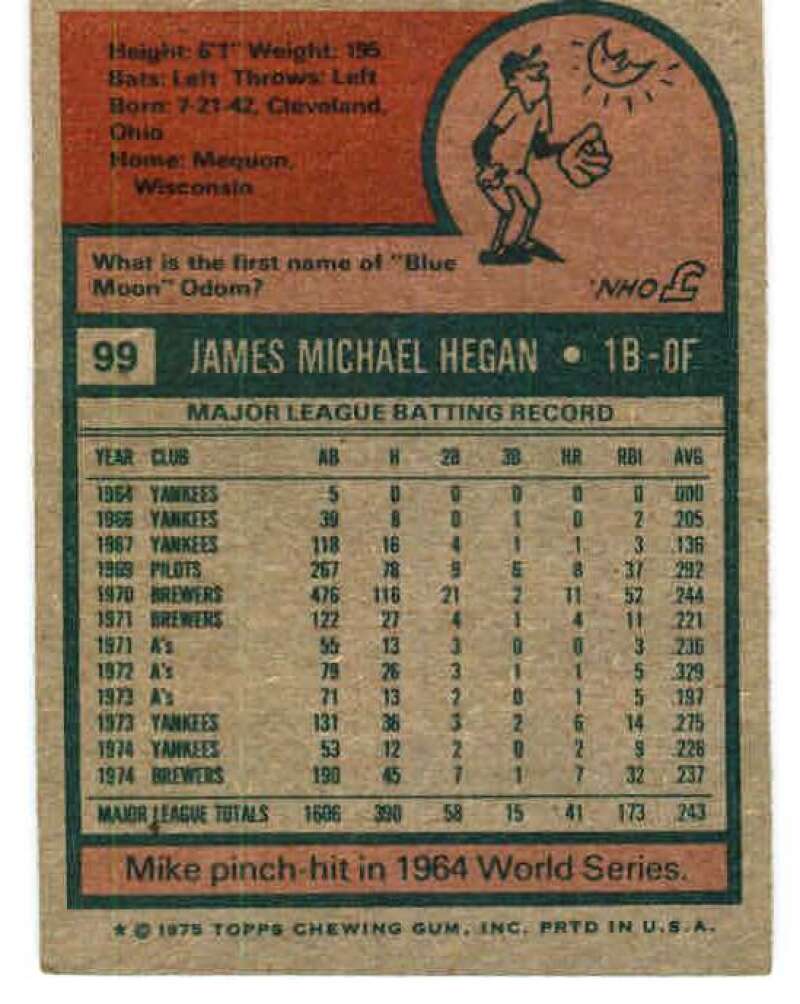 Height: 6'1" Weight: 195
Bats: Left Throws: Left
Born: 7-21-42, Cleveland,
Ohio
Home: Mequon,
Wisconsin
What is the first name of "Blue
Moon" Odom?
JOHN.
99 JAMES MICHAEL HEGAN • 1B-OF
MAJOR LEAGUE BATTING RECORD
YEAR CLUB AB H 2B 3B HR RBI AVG
1964 YANKEES 5 0 0 0 0 0 .000
1966 YANKEES 39 8 0 1 0 2 .205
1967 YANKEES 118 16 4 1 1 3 .136
1969 PILOTS 267 78 9 6 8 37 .292
1970 BREWERS 476 116 21 2 11 52 .244
1971 BREWERS 122 27 4 1 4 11 .221
1971 A's 55 13 3 0 0 3 .236
1972 A's 79 26 3 1 1 5 .329
1973 A's 71 13 2 0 1 5 .197
1973 YANKEES 131 36 3 2 6 14 .275
1974 YANKEES 53 12 2 0 2 9 .226
1974 BREWERS 190 45 7 1 7 32 .237
MAJOR LEAGUE TOTALS 1606 390 58 15 41 173 .243
Mike pinch-hit in 1964 World Series.
* © 1975 TOPPS CHEWING GUM, INC. PRTD IN U.S.A.